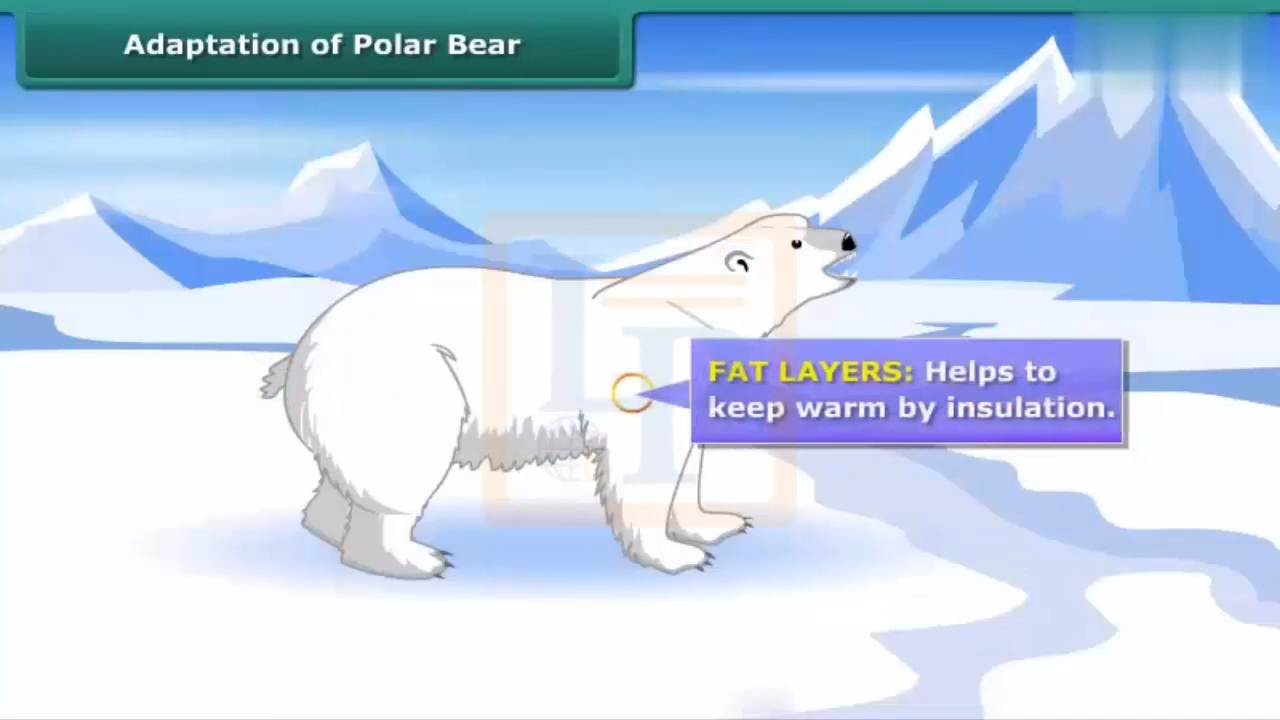 Adaptation of Polar Bear
FAT LAYERS: Helps to
keep warm by insulation.